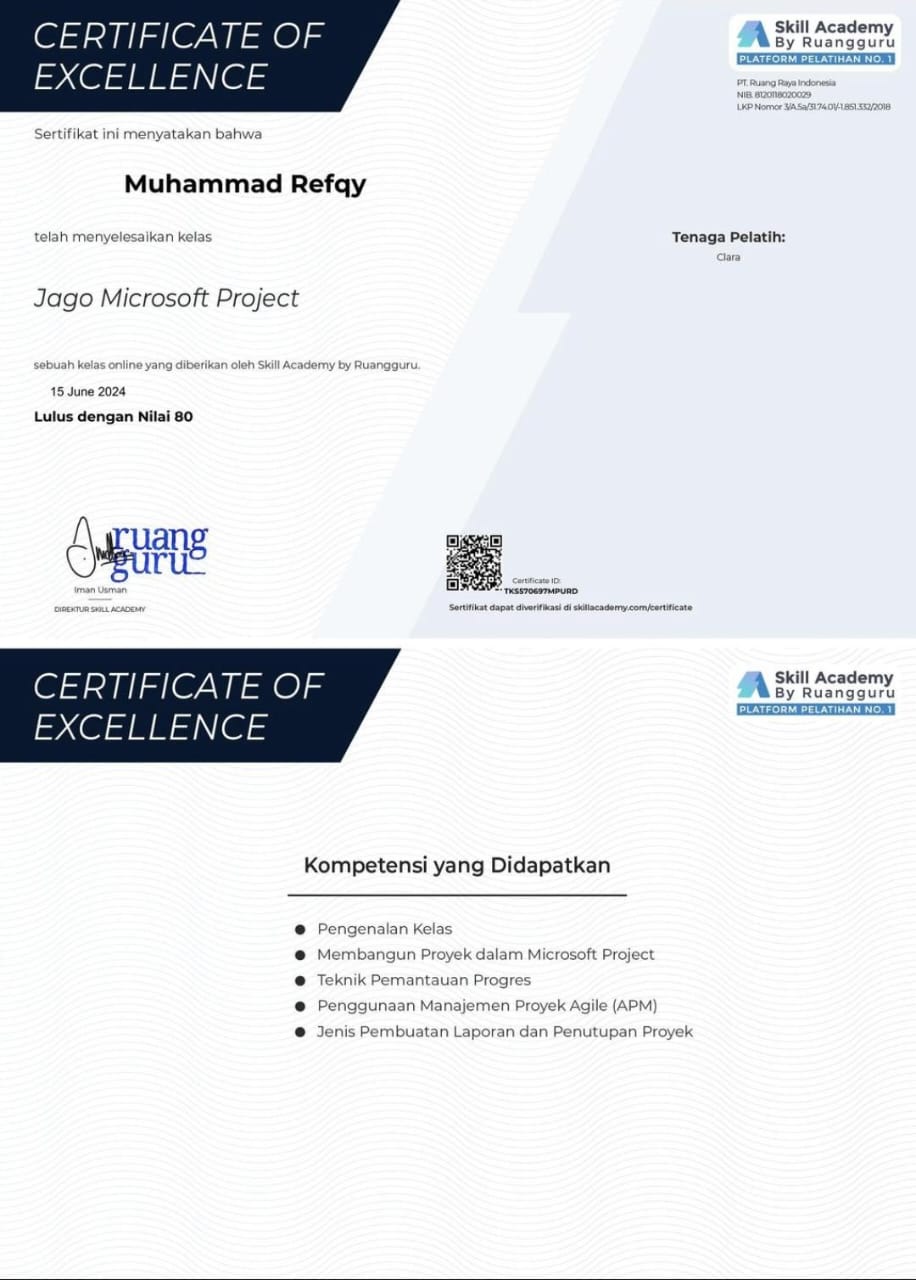 CERTIFICATE OF
EXCELLENCE
Skill Academy
By Ruangguru
PLATFORM PELATIHAN NO. 1
PT. Ruang Raya Indonesia
NIB. 8120118020029
LKP Nomor 3/A.5a/31.74.01/-1.851.332/2018
Sertifikat ini menyatakan bahwa
Muhammad Refqy
telah menyelesaikan kelas
Jago Microsoft Project
sebuah kelas online yang diberikan oleh Skill Academy by Ruangguru.
15 June 2024
Lulus dengan Nilai 80
Tenaga Pelatih:
Clara
ruang
guru
Iman Usman
DIREKTUR SKILL ACADEMY
Certificate ID:
TKS570697MPURD
Sertifikat dapat diverifikasi di skillacademy.com/certificate
CERTIFICATE OF
EXCELLENCE
Skill Academy
By Ruangguru
PLATFORM PELATIHAN NO. 1
Kompetensi yang Didapatkan
● Pengenalan Kelas
● Membangun Proyek dalam Microsoft Project
● Teknik Pemantauan Progres
● Penggunaan Manajemen Proyek Agile (APM)
● Jenis Pembuatan Laporan dan Penutupan Proyek